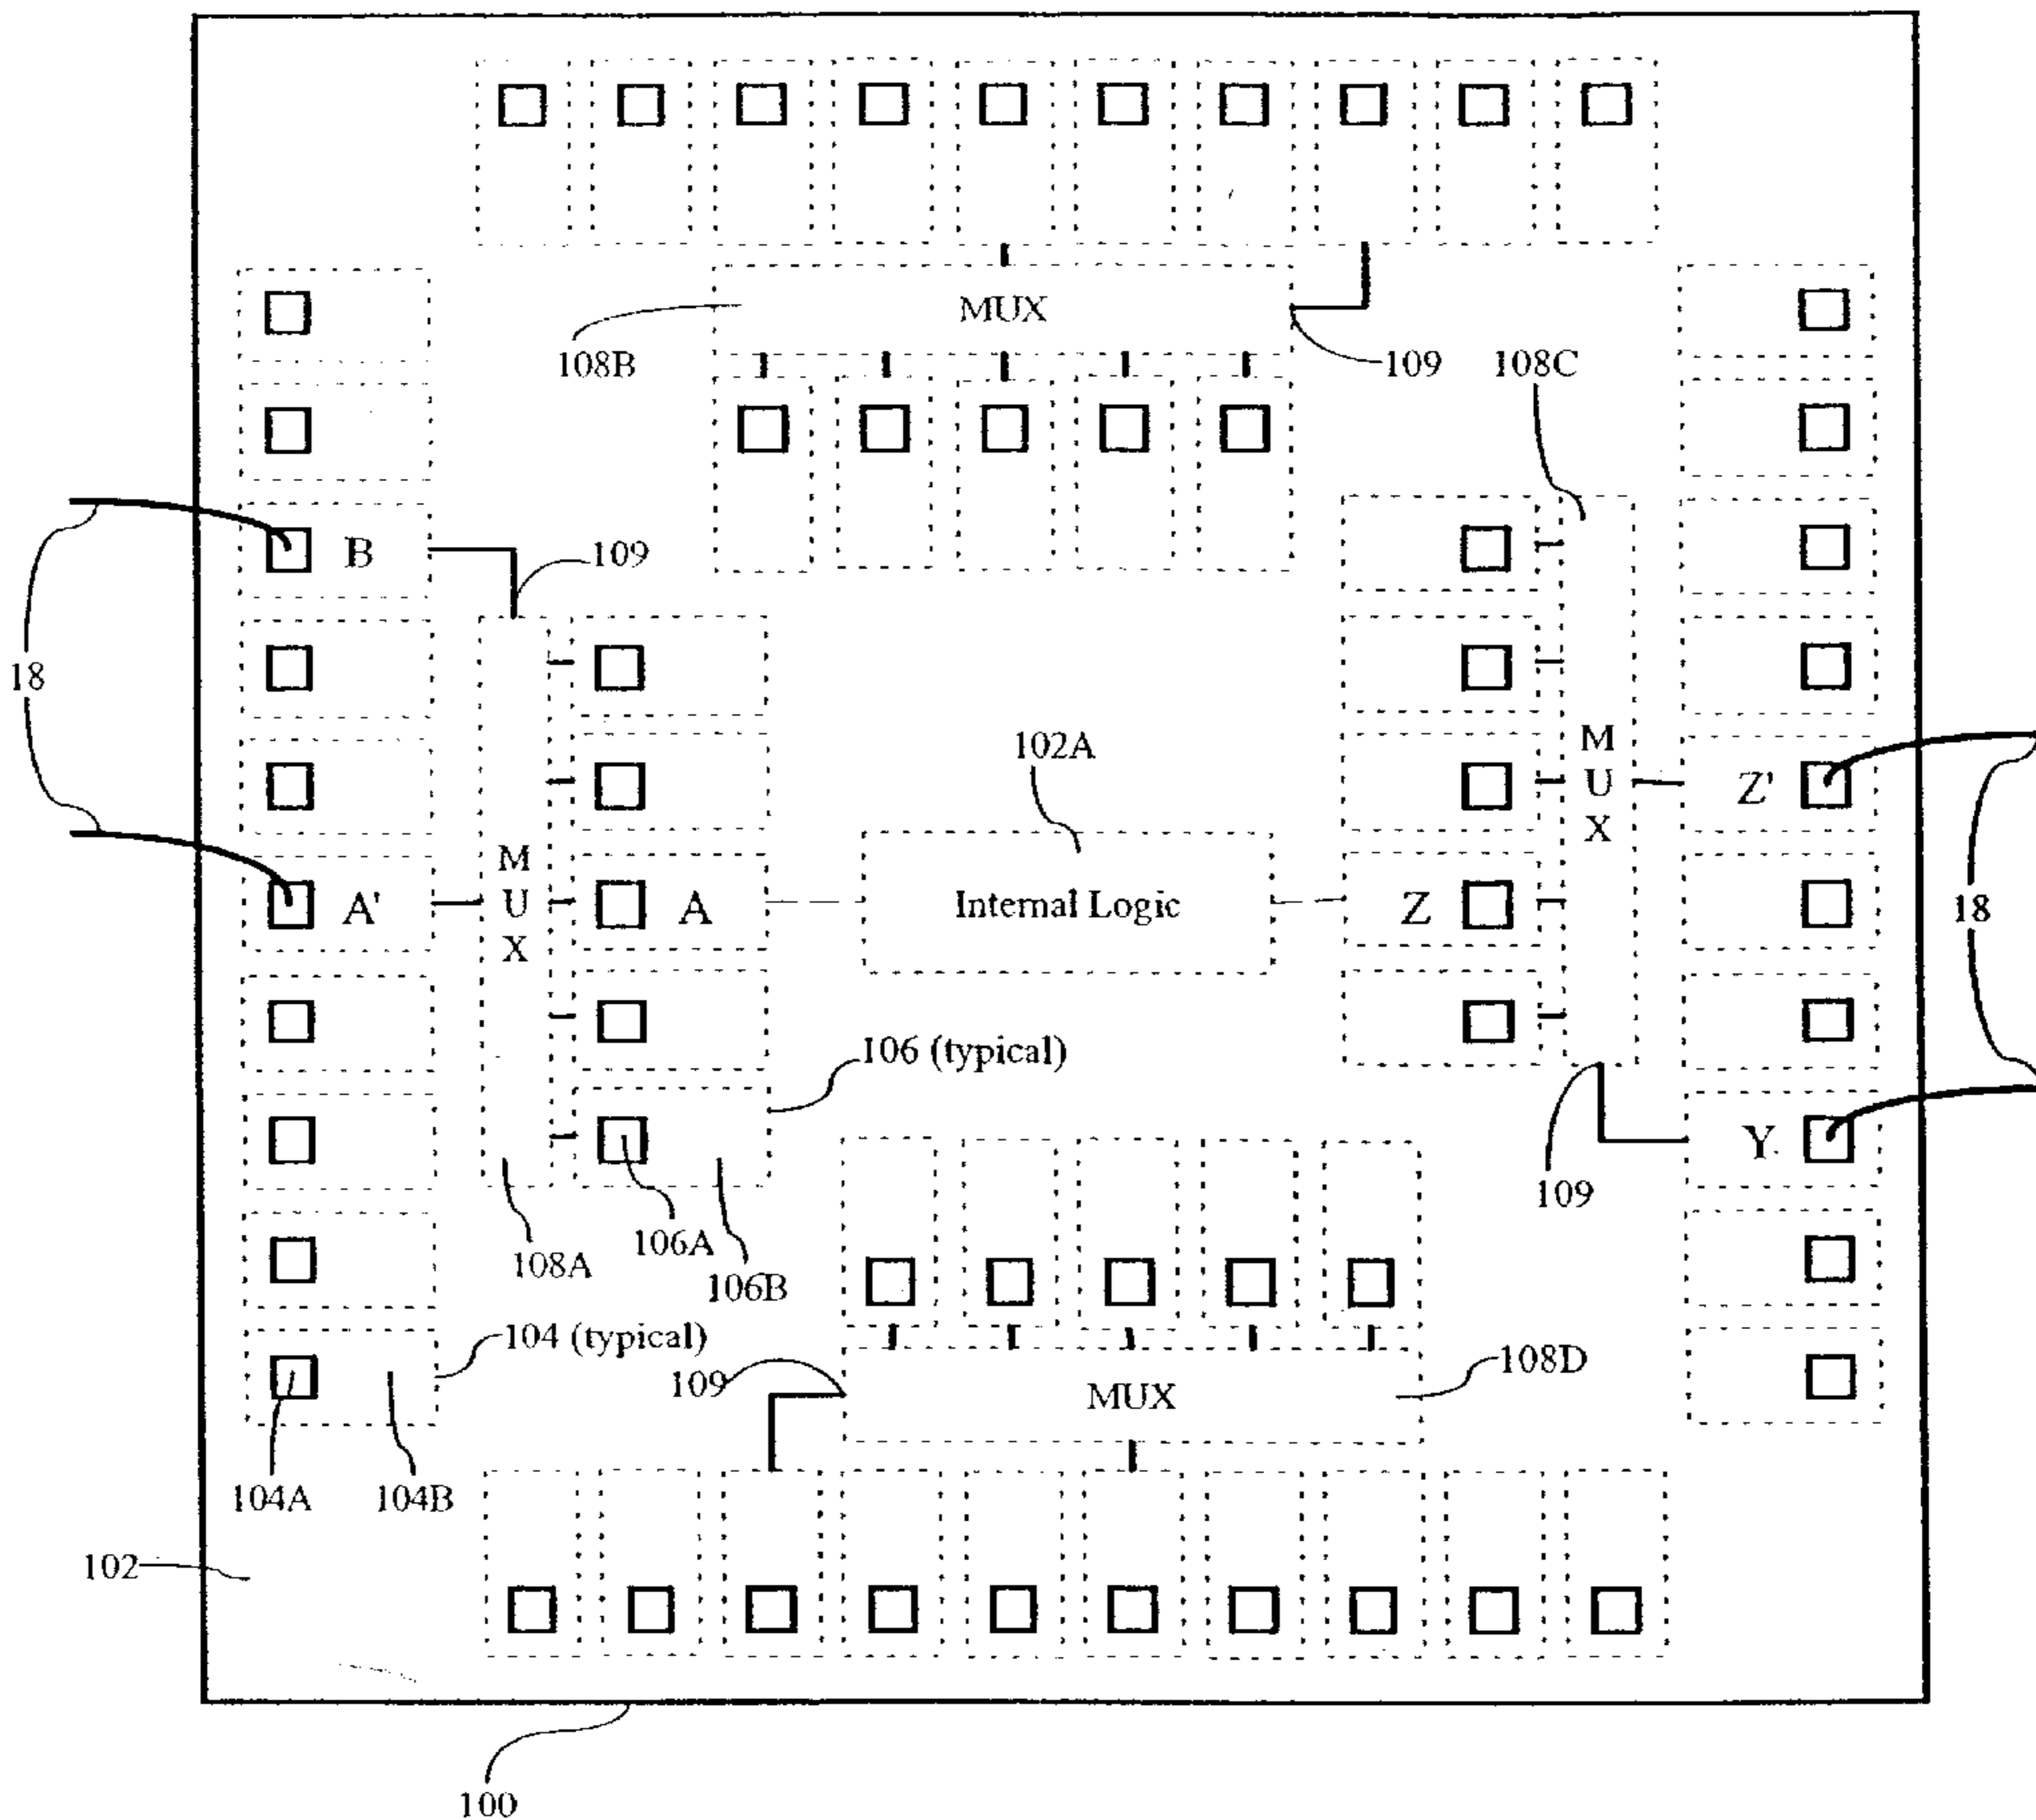 MUX
108B
109
108C
B
109
18
102A
M
U
X
Z'
M
U
X
A'
A
Internal Logic
Z
18
106 (typical)
Y
109
106A
108A
106B
104 (typical)
108D
109
MUX
104A
104B
102
100